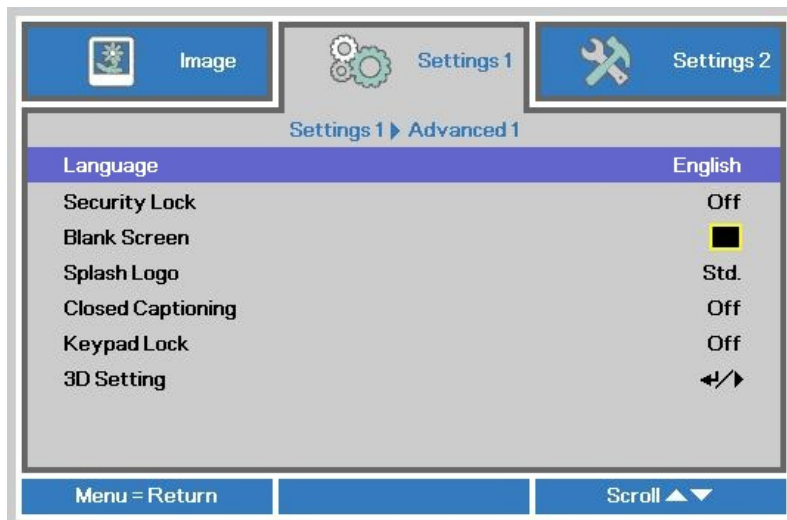 Image
Settings 1
Settings 2
Settings 1 ▶ Advanced 1
Language English
Security Lock Off
Blank Screen
Splash Logo Std.
Closed Captioning Off
Keypad Lock Off
3D Setting ↵/▶
Menu = Return
Scroll ▲▼